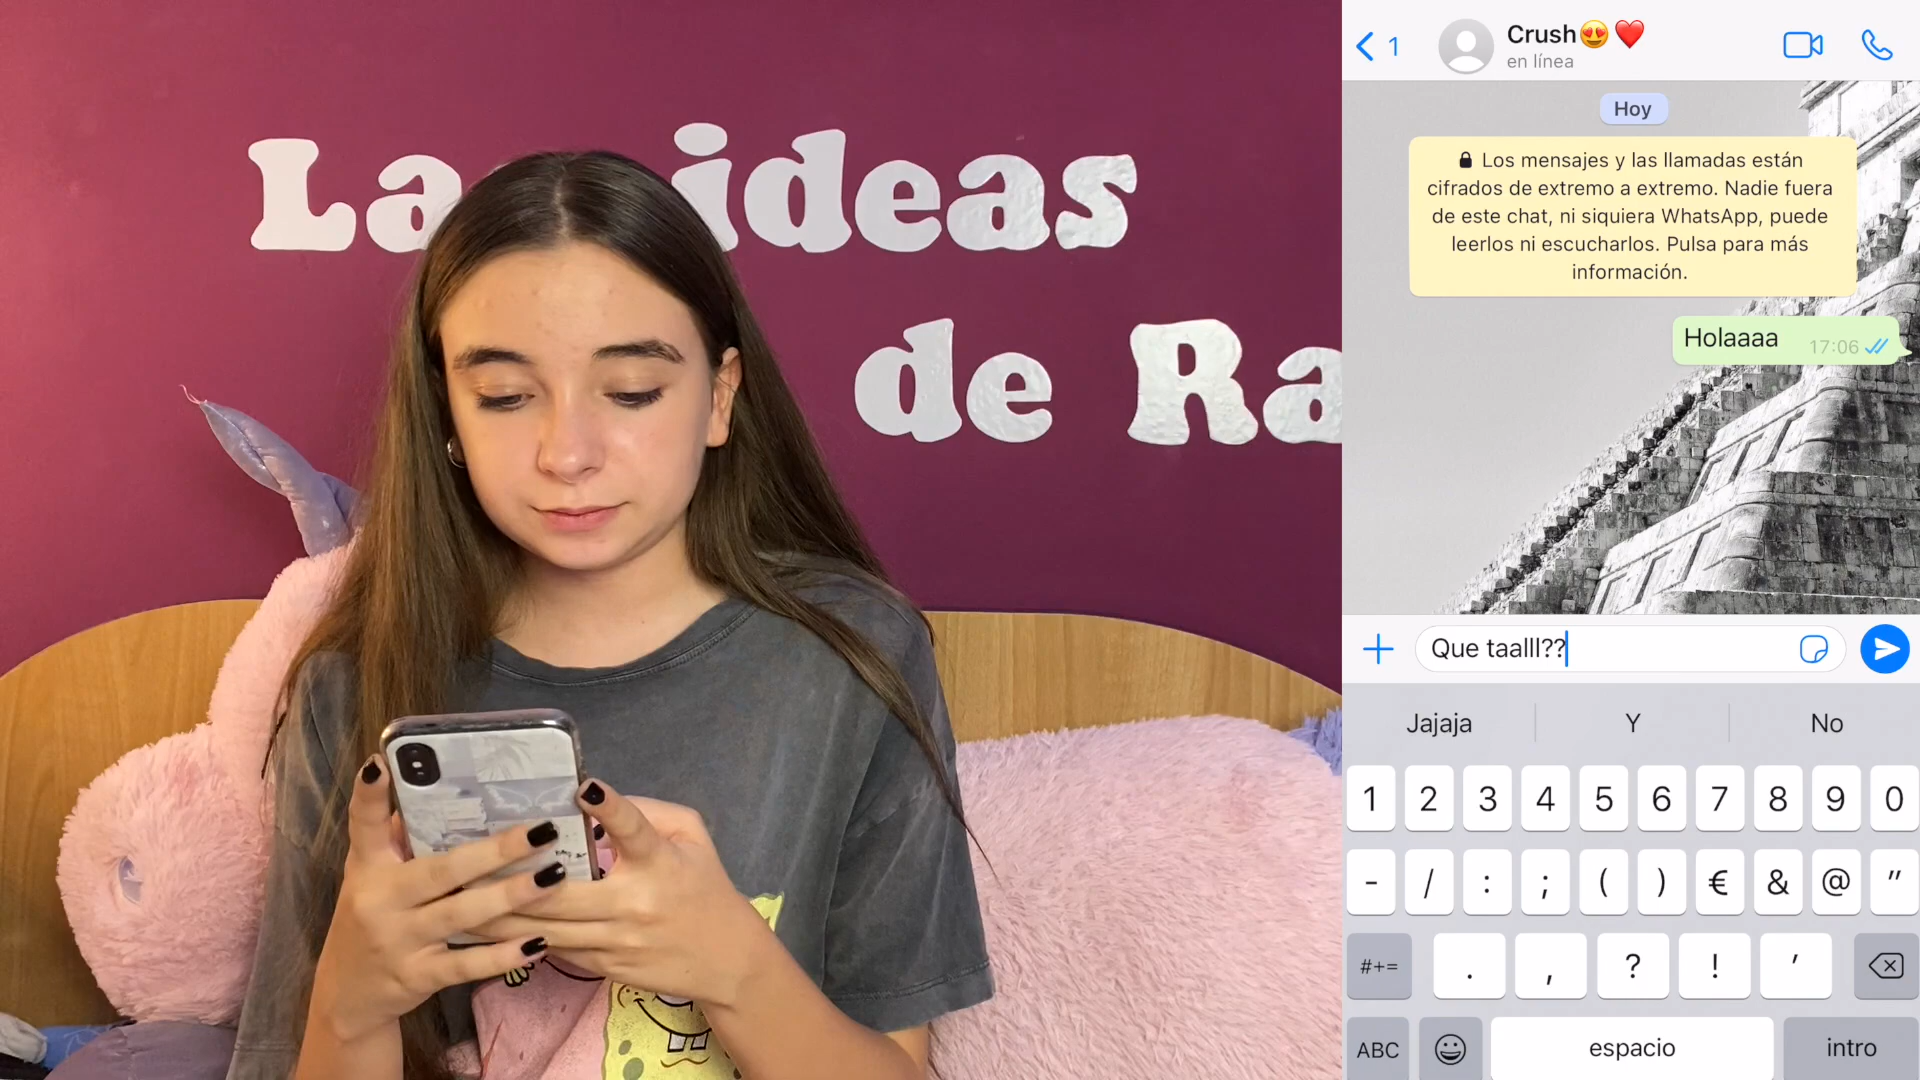 Las ideas
de Ra
1
Crush😍❤️
en línea
Hoy
🔒 Los mensajes y las llamadas están
cifrados de extremo a extremo. Nadie fuera
de este chat, ni siquiera WhatsApp, puede
leerlos ni escucharlos. Pulsa para más
información.
Holaaaa 17:06
Que taalll??
Jajaja Y No
1 2 3 4 5 6 7 8 9 0
- / : ; ( ) € & @ "
#+= . , ? ! '
ABC espacio intro